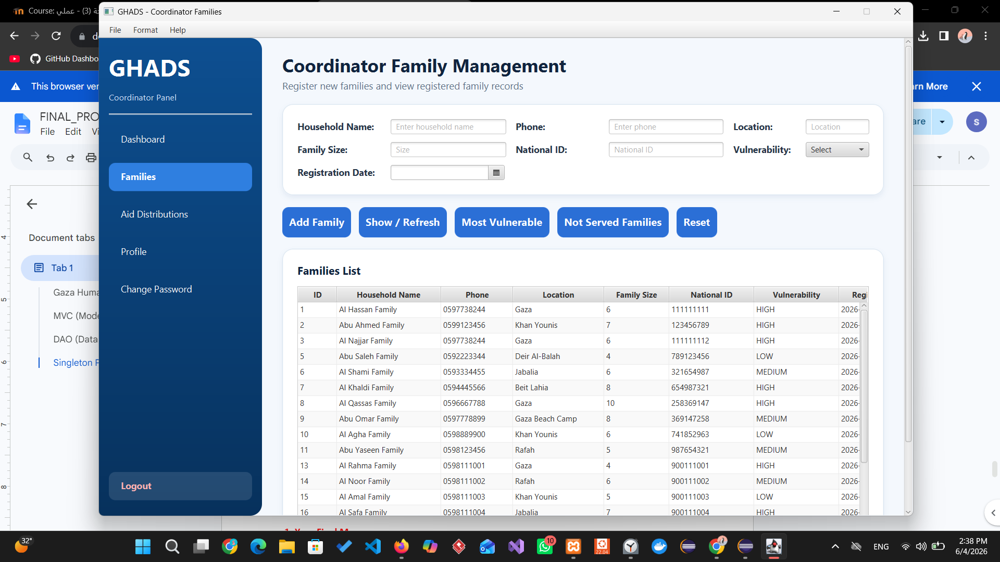 Course: عملي - (3)
GHADS - Coordinator Families
File Format Help
GitHub Dashbo
This browser ver
rn More
FINAL_PRO
File Edit Vi
are
S
Document tabs
Tab 1
Gaza Huma
MVC (Mode
DAO (Data
Singleton P
4
5
6
7
8
GHADS
Coordinator Panel
Dashboard
Families
Aid Distributions
Profile
Change Password
Logout
Coordinator Family Management
Register new families and view registered family records
Household Name: Enter household name Phone: Enter phone Location: Location
Family Size: Size National ID: National ID Vulnerability: Select
Registration Date:
Add Family Show / Refresh Most Vulnerable Not Served Families Reset
Families List
ID Household Name Phone Location Family Size National ID Vulnerability Regi
1 Al Hassan Family 0597738244 Gaza 6 111111111 HIGH 2026-
2 Abu Ahmed Family 0599123456 Khan Younis 7 123456789 HIGH 2026-
3 Al Najjar Family 0597738244 Gaza 6 111111112 HIGH 2026-
5 Abu Saleh Family 0592223344 Deir Al-Balah 4 789123456 LOW 2026-
6 Al Shami Family 0593334455 Jabalia 6 321654987 MEDIUM 2026-
7 Al Khaldi Family 0594445566 Beit Lahia 8 654987321 HIGH 2026-
8 Al Qassas Family 0596667788 Gaza 10 258369147 HIGH 2026-
9 Abu Omar Family 0597778899 Gaza Beach Camp 8 369147258 MEDIUM 2026-
10 Al Agha Family 0598889900 Khan Younis 6 741852963 LOW 2026-
11 Abu Yaseen Family 0598123456 Rafah 5 987654321 MEDIUM 2026-
13 Al Rahma Family 0598111001 Gaza 4 900111001 HIGH 2026-
14 Al Noor Family 0598111002 Rafah 6 900111002 MEDIUM 2026-
15 Al Amal Family 0598111003 Khan Younis 5 900111003 LOW 2026-
16 Al Safa Family 0598111004 Jabalia 7 900111004 HIGH 2026-
32°
10
22.04
ENG
2:38 PM
6/4/2026